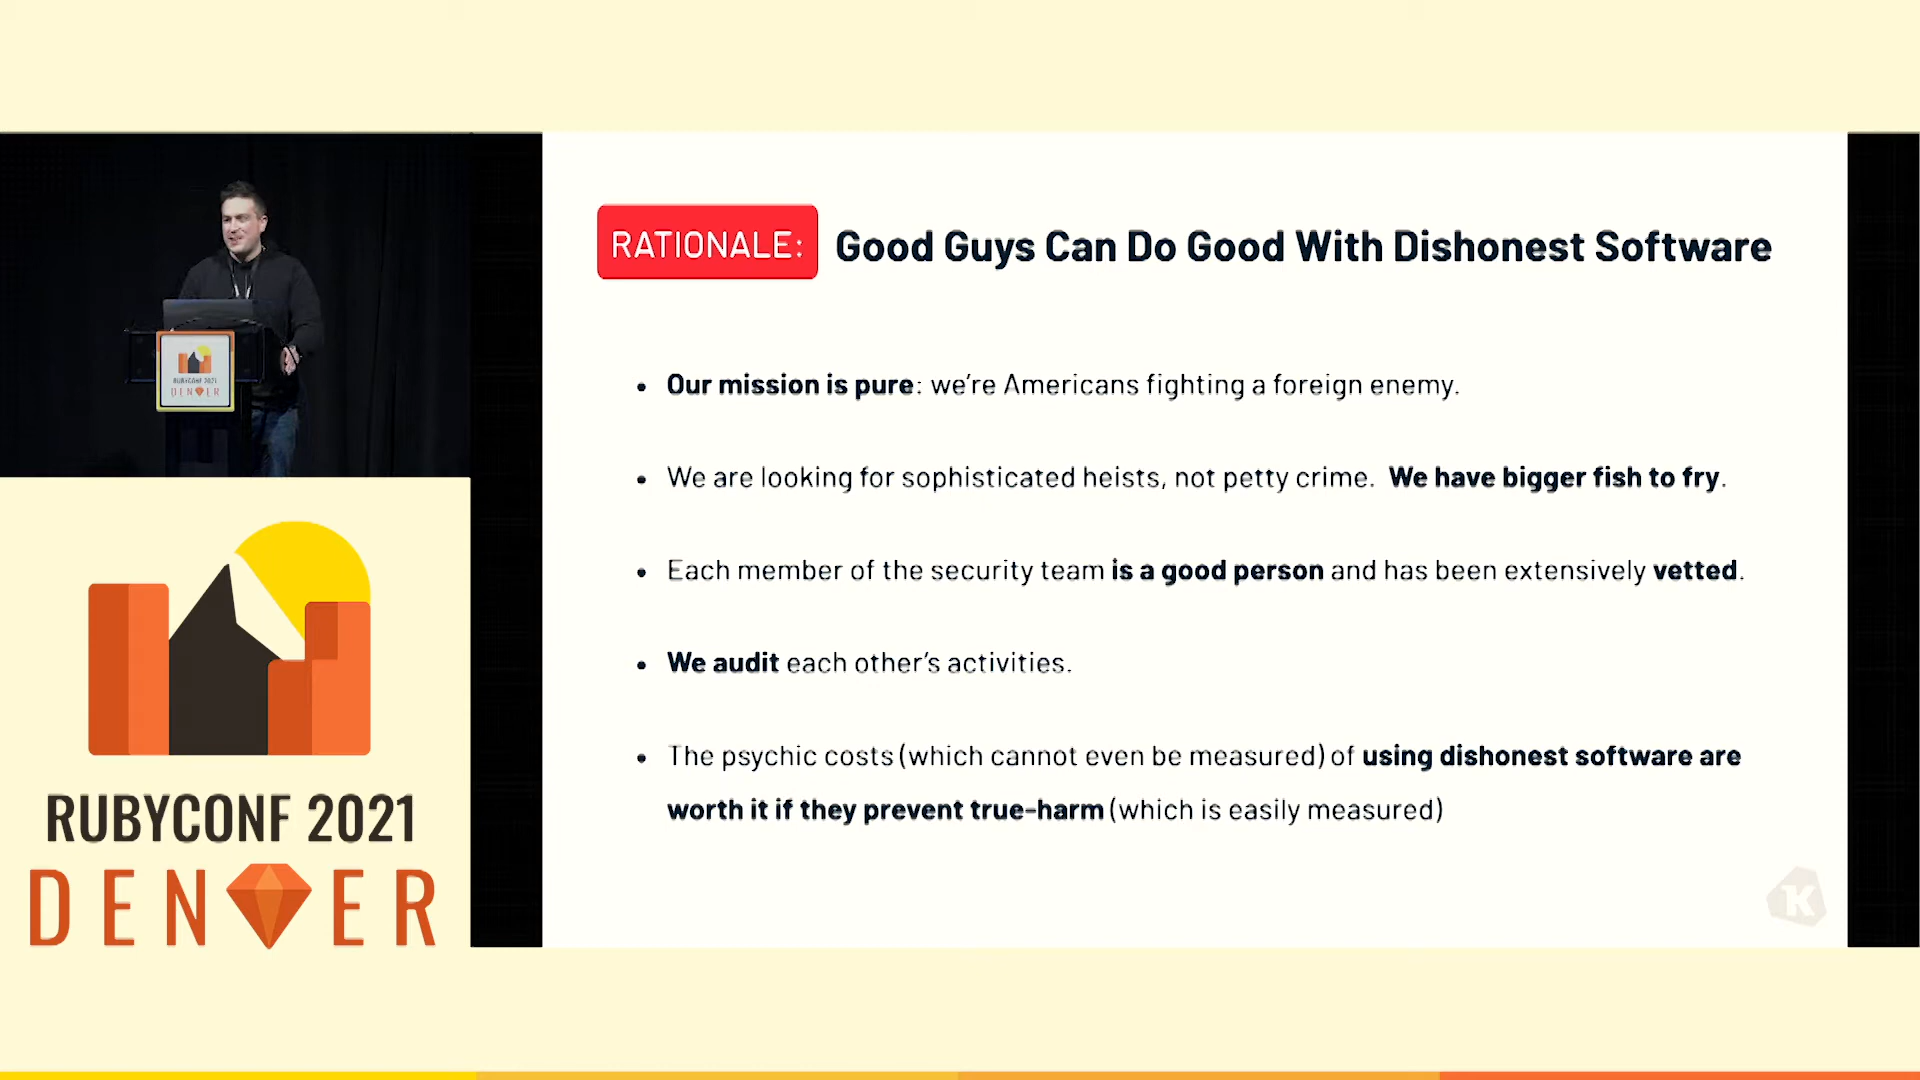 RATIONALE: Good Guys Can Do Good With Dishonest Software
• Our mission is pure: we're Americans fighting a foreign enemy.
• We are looking for sophisticated heists, not petty crime. We have bigger fish to fry.
• Each member of the security team is a good person and has been extensively vetted.
• We audit each other's activities.
• The psychic costs (which cannot even be measured) of using dishonest software are
worth it if they prevent true-harm (which is easily measured)
K
RUBYCONF 2021
DENVER
RUBYCONF 2021
DENVER